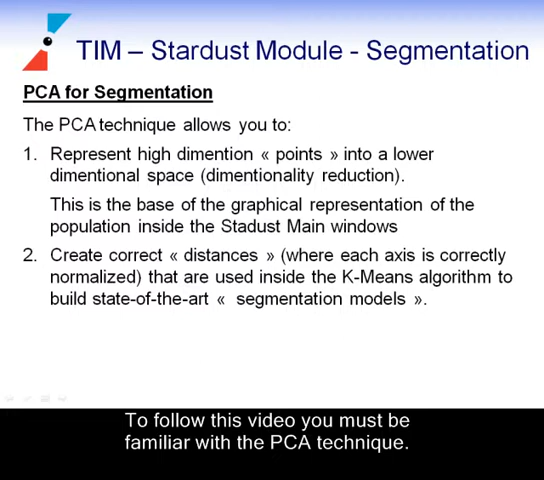 TIM – Stardust Module - Segmentation
PCA for Segmentation
The PCA technique allows you to:
1. Represent high dimention « points » into a lower
dimentional space (dimentionality reduction).
This is the base of the graphical representation of the
population inside the Stadust Main windows
2. Create correct « distances » (where each axis is correctly
normalized) that are used inside the K-Means algorithm to
build state-of-the-art « segmentation models ».
To follow this video you must be
familiar with the PCA technique.